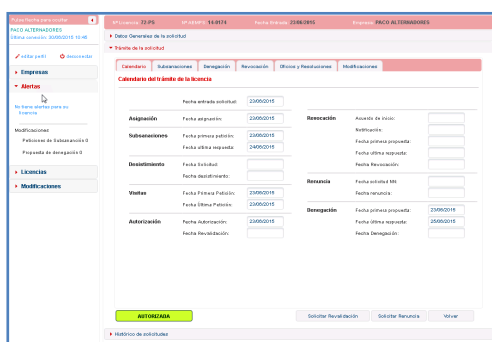 Pulse flecha para ocultar
PACO ALTERNADORES
Última conexión: 30/06/2015 10:46
editar perfil desconectar
Empresas
Alertas
No tiene alertas para su licencia
Modificaciones
Peticiones de Subsanación 0
Propuesta de denegación 0
Licencias
Modificaciones
Nº Licencia: 72-PS Nº AEMPS: 14-0174 Fecha Entrada: 23/06/2015 Empresa: PACO ALTERNADORES
Datos Generales de la solicitud
Trámite de la solicitud
Calendario Subsanaciones Denegación Revocación Oficios y Resoluciones Modificaciones
Calendario del trámite de la licencia
Fecha entrada solicitud: 23/06/2015
Asignación Fecha asignación: 23/06/2015
Subsanaciones Fecha primera petición: 23/06/2015
Fecha última respuesta: 24/06/2015
Desistimiento Fecha Solicitud:
Fecha desistimiento:
Visitas Fecha Primera Petición: 23/06/2015
Fecha Última Petición: 23/06/2015
Autorización Fecha Autorización: 23/06/2015
Fecha Revalidación:
Revocación Acuerdo de inicio:
Notificación:
Fecha primera propuesta:
Fecha última respuesta:
Fecha Revocación:
Renuncia Fecha solicitud NN:
Fecha renuncia:
Denegación Fecha primera propuesta: 23/06/2015
Fecha última respuesta: 25/06/2015
Fecha Denegación:
AUTORIZADA Solicitar Revalidación Solicitar Renuncia Volver
Histórico de solicitudes